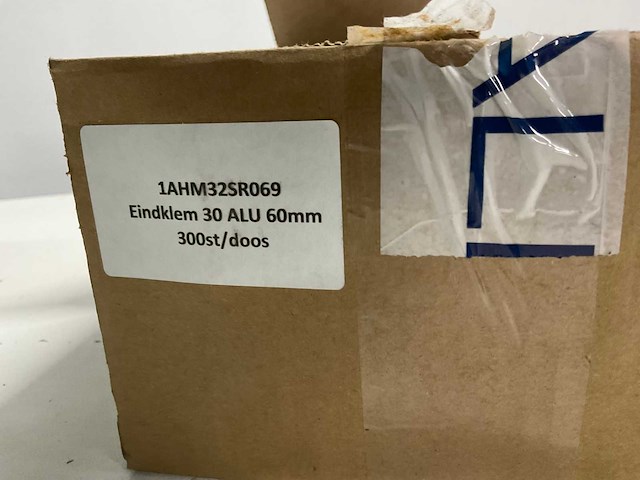 1AHM32SR069
Eindklem 30 ALU 60mm
300st/doos